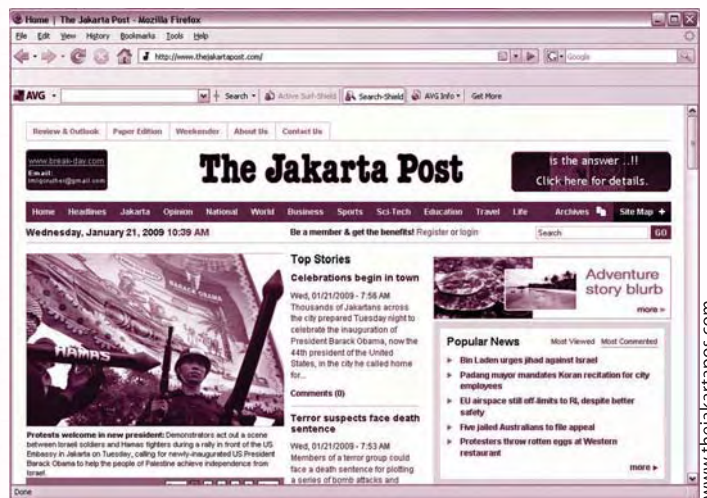 Home | The Jakarta Post - Mozilla Firefox
File Edit View History Bookmarks Tools Help
http://www.thejakartapost.com/
Google
AVG Search Active Surf-Shield Search-Shield AVG Info Get More
Review & Outlook Paper Edition Weekender About Us Contact Us
www.break-day.com
Email:
The Jakarta Post
is the answer ..!!
Click here for details.
Home Headlines Jakarta Opinion National World Business Sports Sci-Tech Education Travel Life Archives Site Map +
Wednesday, January 21, 2009 10:39 AM
Be a member & get the benefits! Register or login
Search GO
BARACK OBAMA
HAMAS
Protests welcome in new president: Demonstrators act out a scene
between Israel soldiers and Hamas fighters during a rally in front of the US
Embassy in Jakarta on Tuesday, calling for newly-inaugurated US President
Barack Obama to help the people of Palestine achieve independence from
Israel.
Top Stories
Celebrations begin in town
Wed, 01/21/2009 - 7:56 AM
Thousands of Jakartans across
the city prepared Tuesday night to
celebrate the inauguration of
President Barack Obama, now the
44th president of the United
States, in the city he called home
for...
Comments (0)
Terror suspects face death
sentence
Wed, 01/21/2009 - 7:53 AM
Members of a terror group could
face a death sentence for plotting
a series of bomb attacks and
Adventure
story blurb
more »
Popular News Most Viewed Most Commented
Bin Laden urges jihad against Israel
Padang mayor mandates Koran recitation for city
employees
EU airspace still off-limits to RI, despite better
safety
Five jailed Australians to file appeal
Protesters throw rotten eggs at Western
restaurant
more
Done
www.thejakartapos.com